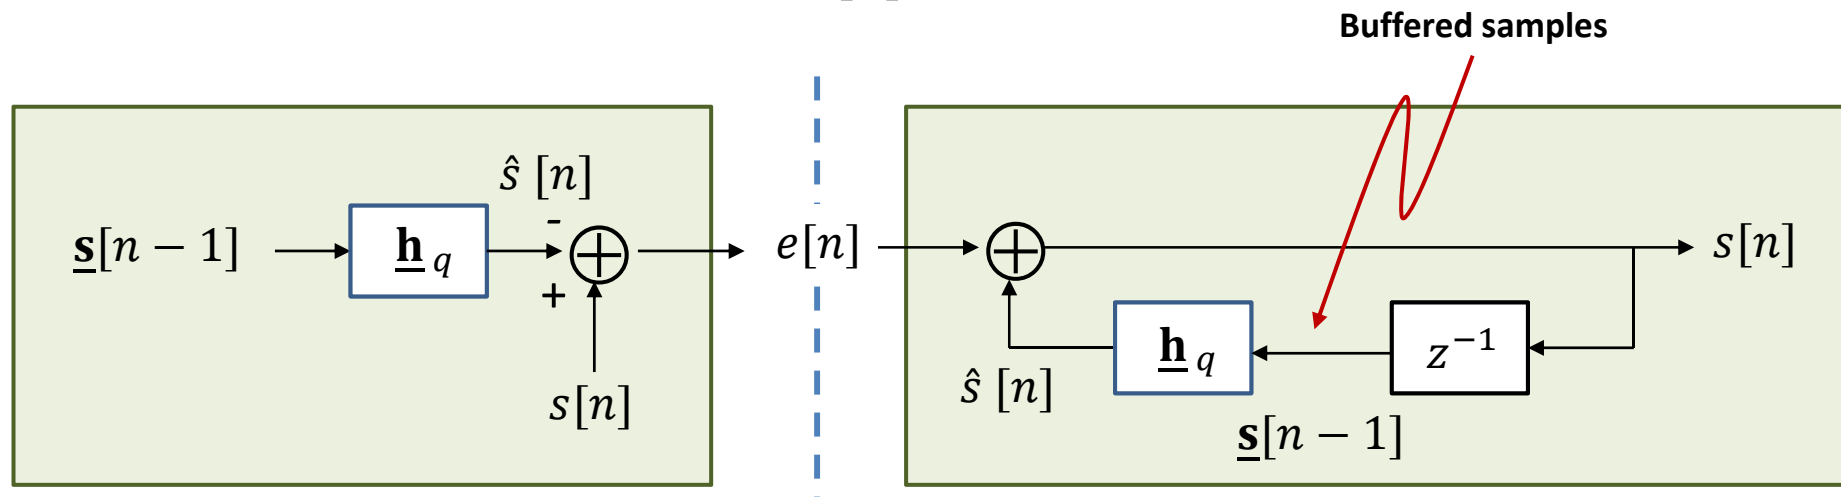 Buffered samples
ŝ [n]
-
s[n − 1]
h q
+
s[n]
e[n]
s[n]
h q
z⁻¹
ŝ [n]
s[n − 1]